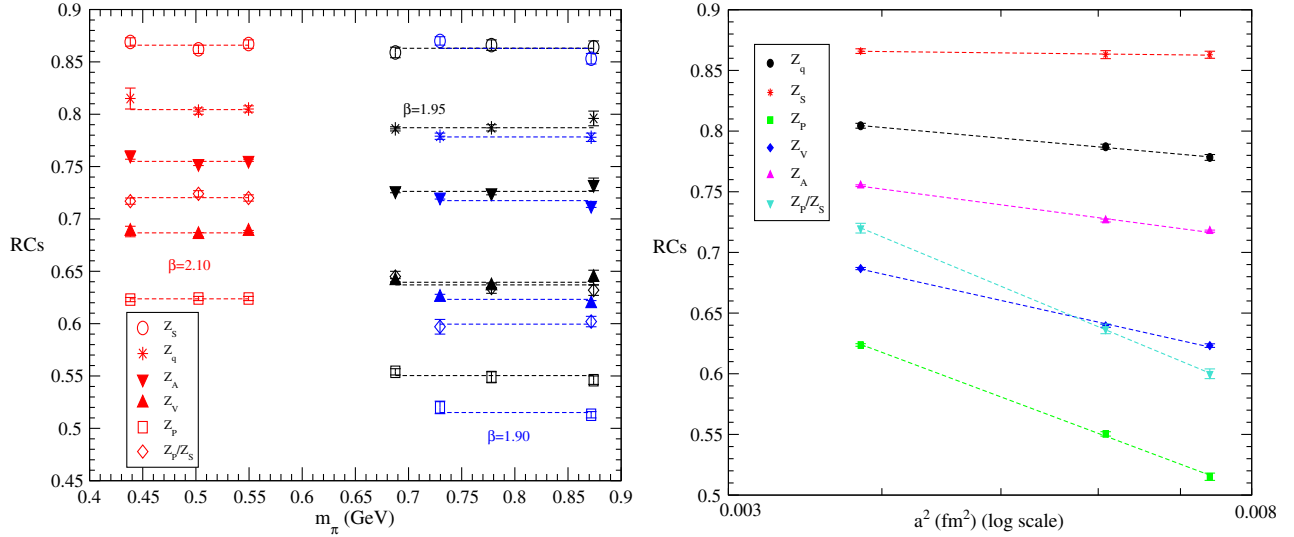 0.9
0.85
0.8
0.75
0.7
RCs
0.65
0.6
0.55
0.5
0.45
β=1.95
β=2.10
β=1.90
Z_S
Z_q
Z_A
Z_V
Z_P
Z_P/Z_S
0.4 0.45 0.5 0.55 0.6 0.65 0.7 0.75 0.8 0.85 0.9
m_π (GeV)
0.9
0.85
0.8
0.75
0.7
RCs
0.65
0.6
0.55
0.5
Z_q
Z_S
Z_P
Z_V
Z_A
Z_P/Z_S
0.003 0.008
a² (fm²) (log scale)